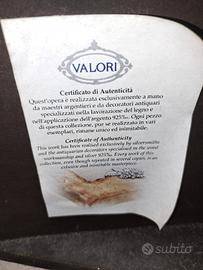 VALORI
Certificato di Autenticità
Quest'opera è realizzata esclusivamente a mano
da maestri argentieri e da decoratori antiquari
specializzati nella lavorazione del legno e
nell'applicazione dell'argento 925‰. Ogni pezzo
di questa collezione, pur se realizzato in vari
esemplari, rimane unico ed inimitabile.
Certificate of Authenticity
This work has been realised exclusively by silversmiths
and the antiquarian decorators specialised in the wood
workmanship and silver 925‰. Every work of this
collection, even though repeated in several copies, is an
exclusive and inimitable masterpiece.
subito